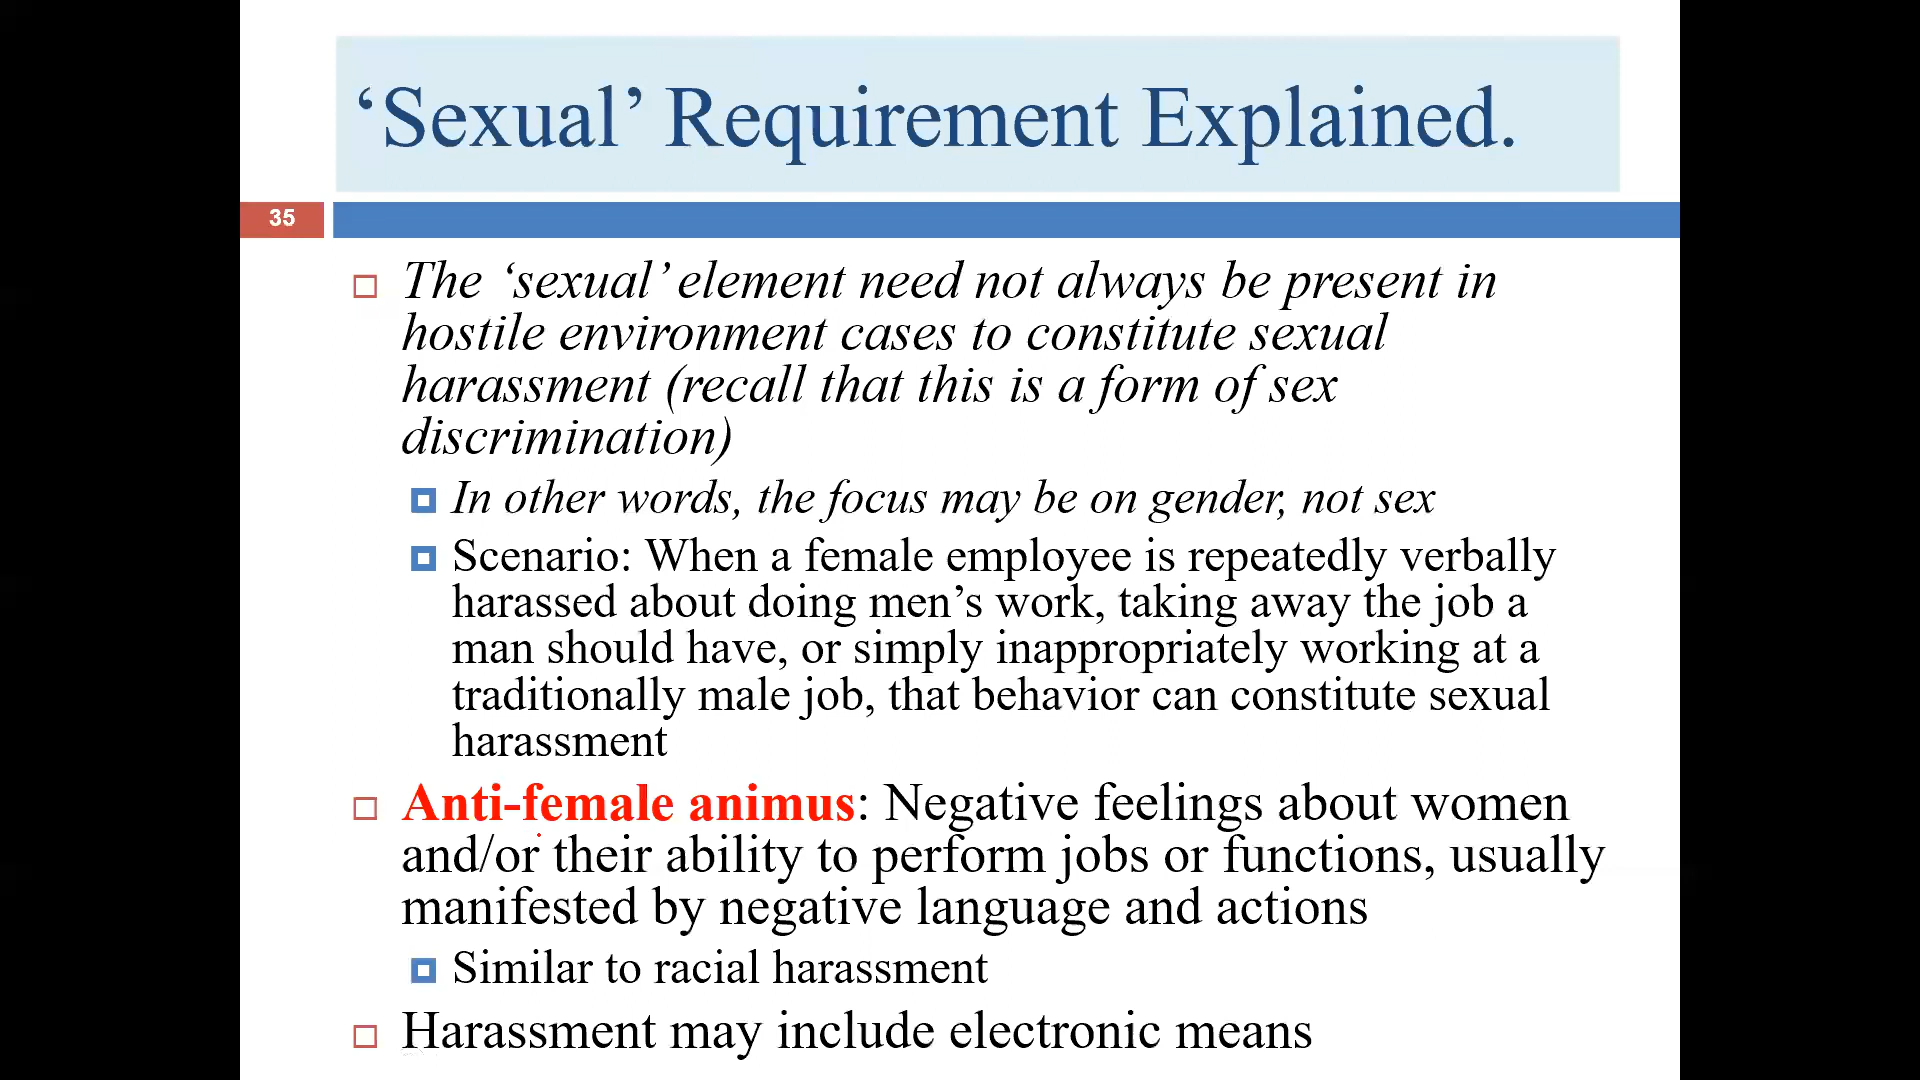 ‘Sexual’ Requirement Explained.
35
The ‘sexual’ element need not always be present in
hostile environment cases to constitute sexual
harassment (recall that this is a form of sex
discrimination)
In other words, the focus may be on gender, not sex
Scenario: When a female employee is repeatedly verbally
harassed about doing men’s work, taking away the job a
man should have, or simply inappropriately working at a
traditionally male job, that behavior can constitute sexual
harassment
Anti-female animus: Negative feelings about women
and/or their ability to perform jobs or functions, usually
manifested by negative language and actions
Similar to racial harassment
Harassment may include electronic means